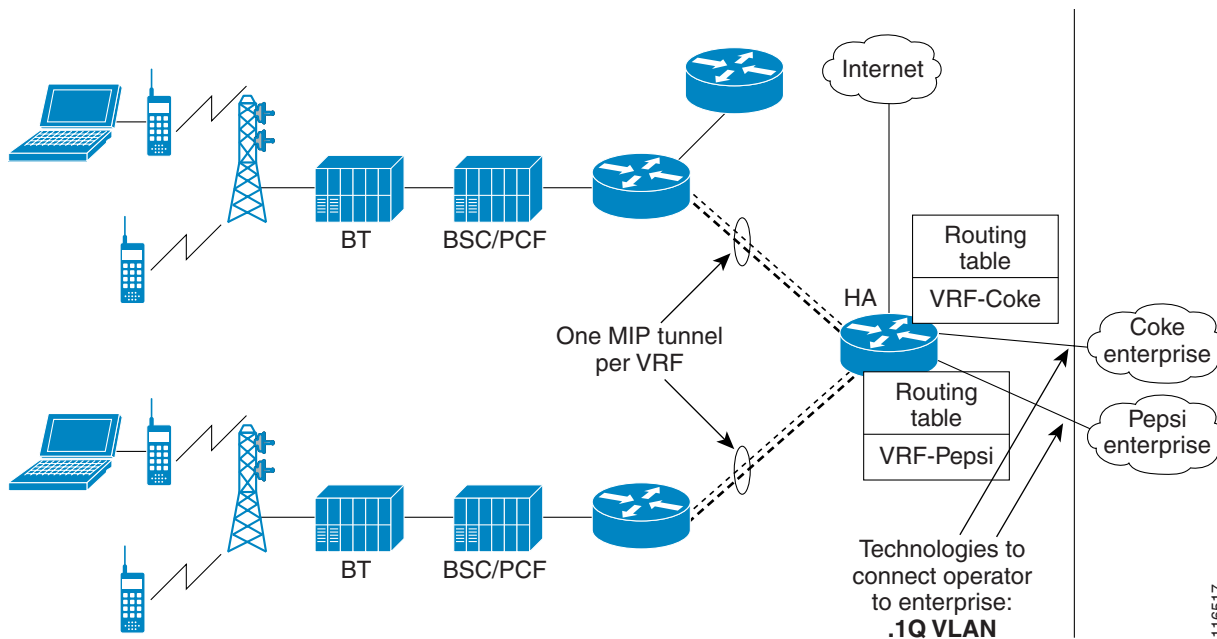 Internet
BT
BSC/PCF
Routing
table
VRF-Coke
HA
One MIP tunnel
per VRF
Coke
enterprise
Routing
table
VRF-Pepsi
Pepsi
enterprise
BT
BSC/PCF
Technologies to
connect operator
to enterprise:
.1Q VLAN
116517